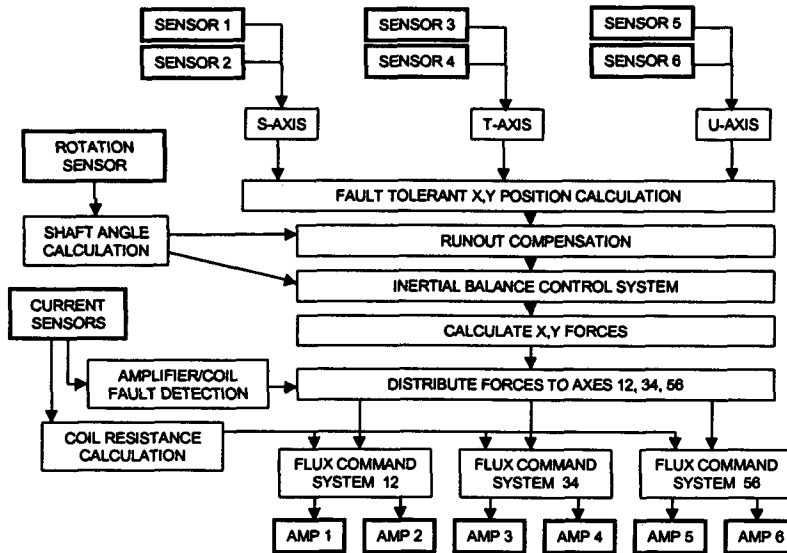 SENSOR 1
SENSOR 3
SENSOR 5
SENSOR 2
SENSOR 4
SENSOR 6
S-AXIS
T-AXIS
U-AXIS
ROTATION
SENSOR
FAULT TOLERANT X,Y POSITION CALCULATION
SHAFT ANGLE
CALCULATION
RUNOUT COMPENSATION
INERTIAL BALANCE CONTROL SYSTEM
CURRENT
SENSORS
CALCULATE X,Y FORCES
AMPLIFIER/COIL
FAULT DETECTION
DISTRIBUTE FORCES TO AXES 12, 34, 56
COIL RESISTANCE
CALCULATION
FLUX COMMAND
SYSTEM 12
FLUX COMMAND
SYSTEM 34
FLUX COMMAND
SYSTEM 56
AMP 1
AMP 2
AMP 3
AMP 4
AMP 5
AMP 6